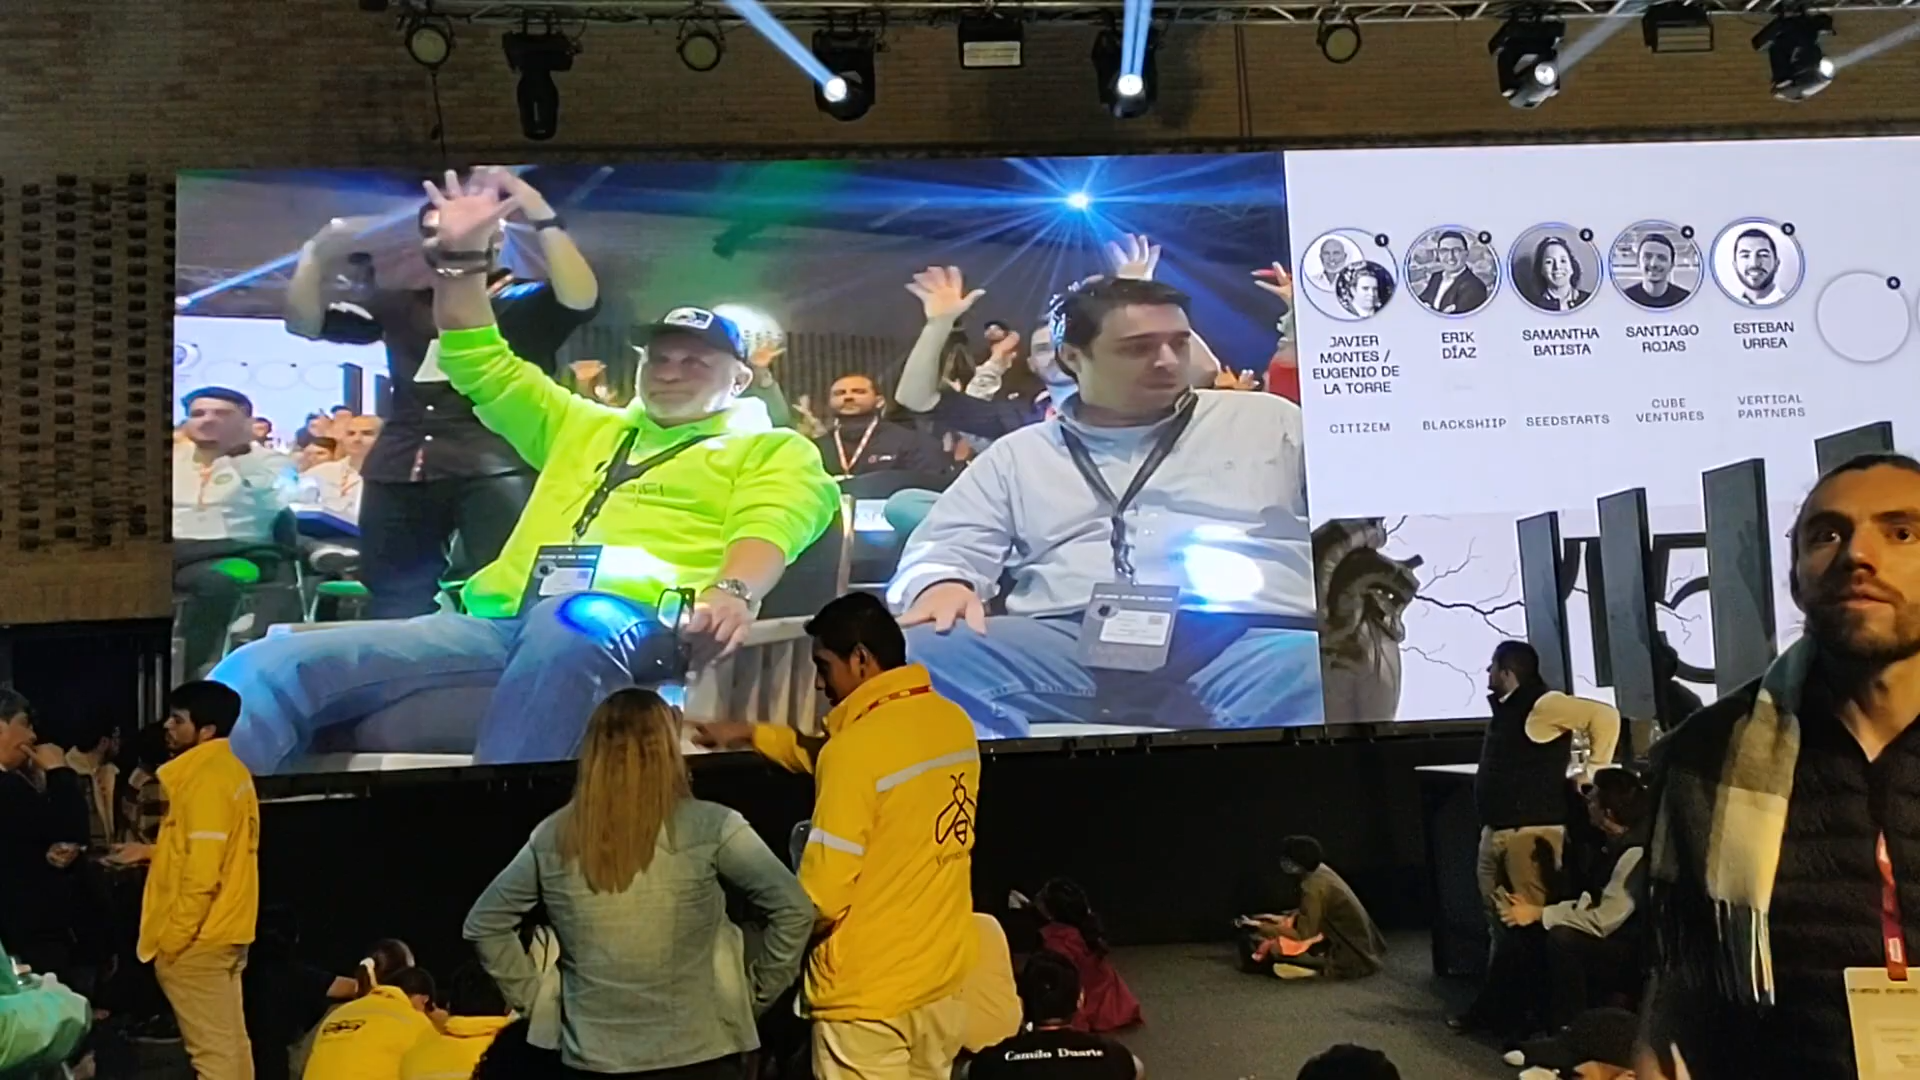 JAVIER
MONTES /
EUGENIO DE
LA TORRE
CITIZEM
ERIK
DÍAZ
BLACKSHIIP
SAMANTHA
BATISTA
SEEDSTARTS
SANTIAGO
ROJAS
CUBE
VENTURES
ESTEBAN
URREA
VERTICAL
PARTNERS
15
Camilo Duarte